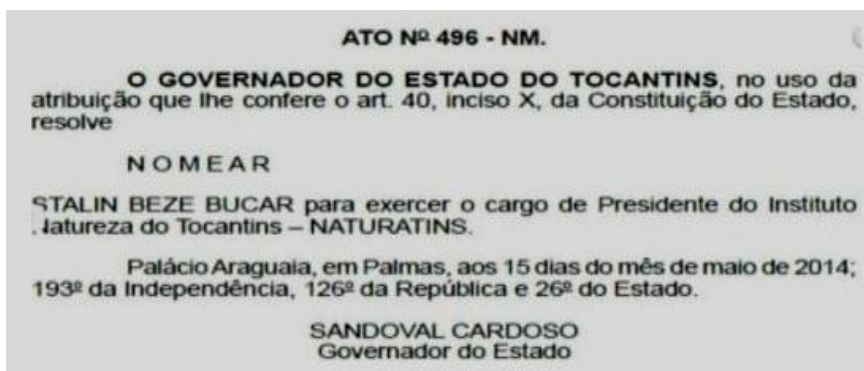 ATO Nº 496 - NM.
O GOVERNADOR DO ESTADO DO TOCANTINS, no uso da
atribuição que lhe confere o art. 40, inciso X, da Constituição do Estado,
resolve
N O M E A R
STALIN BEZE BUCAR para exercer o cargo de Presidente do Instituto
Natureza do Tocantins – NATURATINS.
Palácio Araguaia, em Palmas, aos 15 dias do mês de maio de 2014;
193º da Independência, 126º da República e 26º do Estado.
SANDOVAL CARDOSO
Governador do Estado